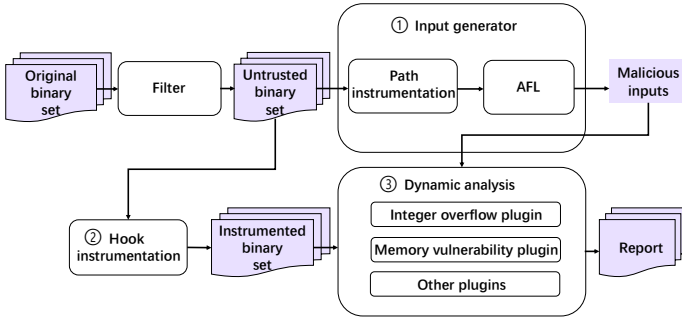 ① Input generator
Original
binary
set
Filter
Untrusted
binary
set
Path
instrumentation
AFL
Malicious
inputs
③ Dynamic analysis
② Hook
instrumentation
Instrumented
binary
set
Integer overflow plugin
Memory vulnerability plugin
Other plugins
Report